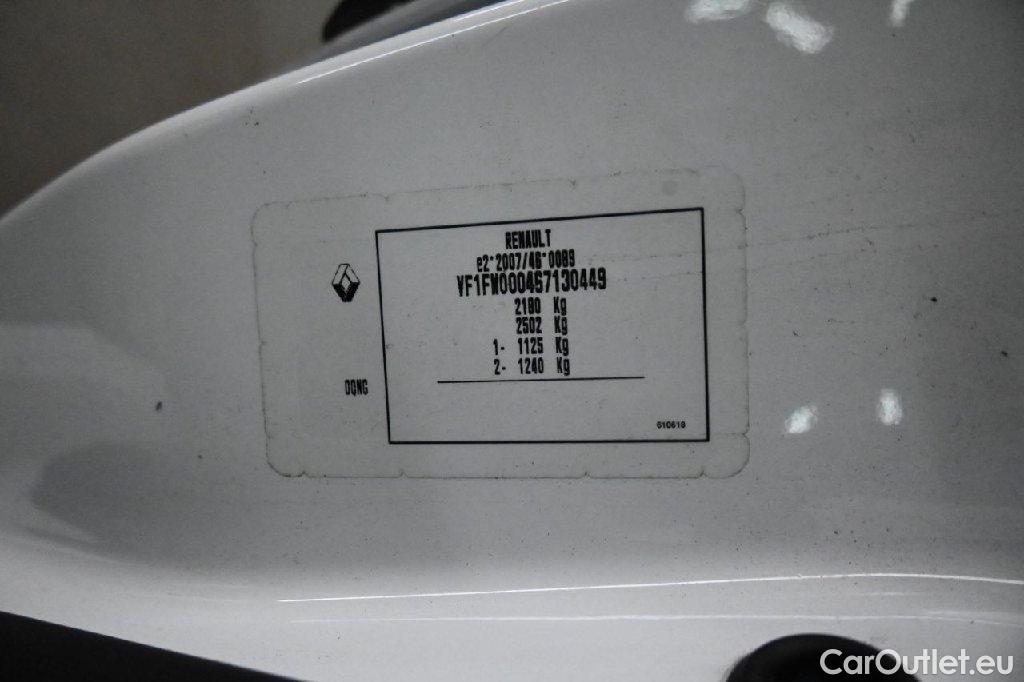 RENAULT
e2*2007/46*0089
VF1FW000467130449
2180 Kg
2502 Kg
1- 1125 Kg
2- 1240 Kg
DQNG
010618
CarOutlet.eu